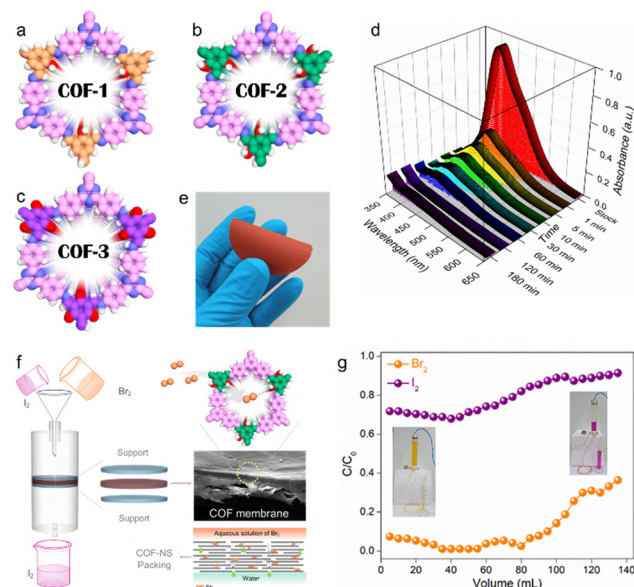 a
COF-1
b
COF-2
c
COF-3
d
Absorbance (a.u.)
1.0
0.8
0.6
0.4
0.2
0.0
Stock
1 min
5 min
10 min
30 min
60 min
120 min
180 min
Time
350
400
450
500
550
600
650
Wavelength (nm)
e
f
I2
Br2
Support
Support
COF membrane
COF-NS
Packing
Aqueous solution of Br2
Water
I2
g
Br2
I2
C/C0
1.0
0.8
0.6
0.4
0.2
0.0
0 20 40 60 80 100 120 140
Volume (mL)